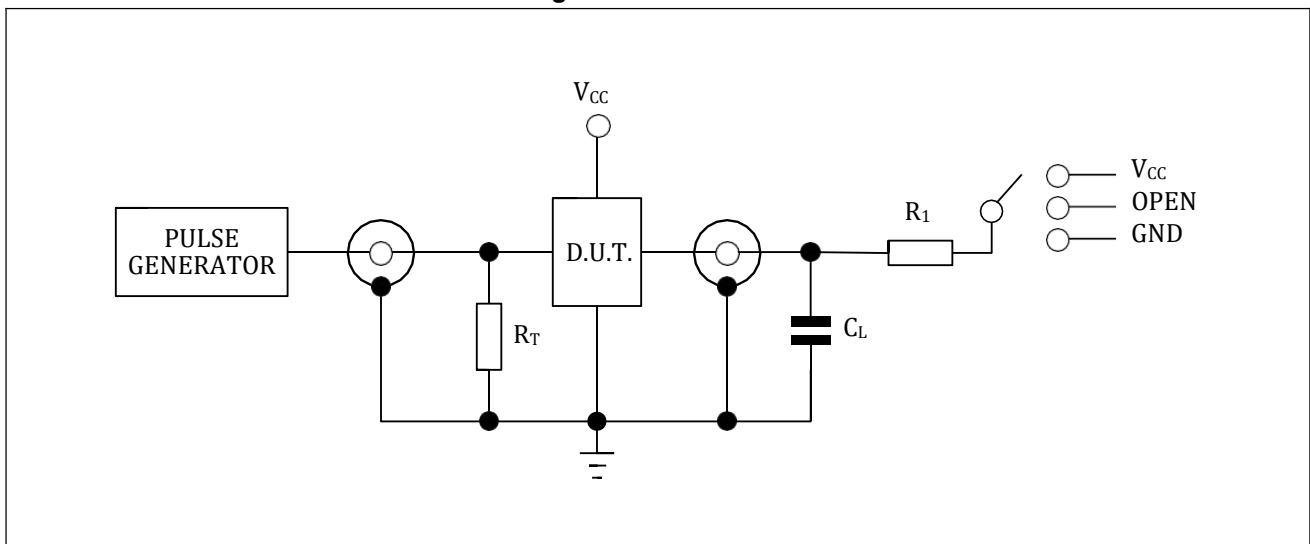 V_CC
V_CC
OPEN
GND
R_1
PULSE
GENERATOR
D.U.T.
R_T
C_L